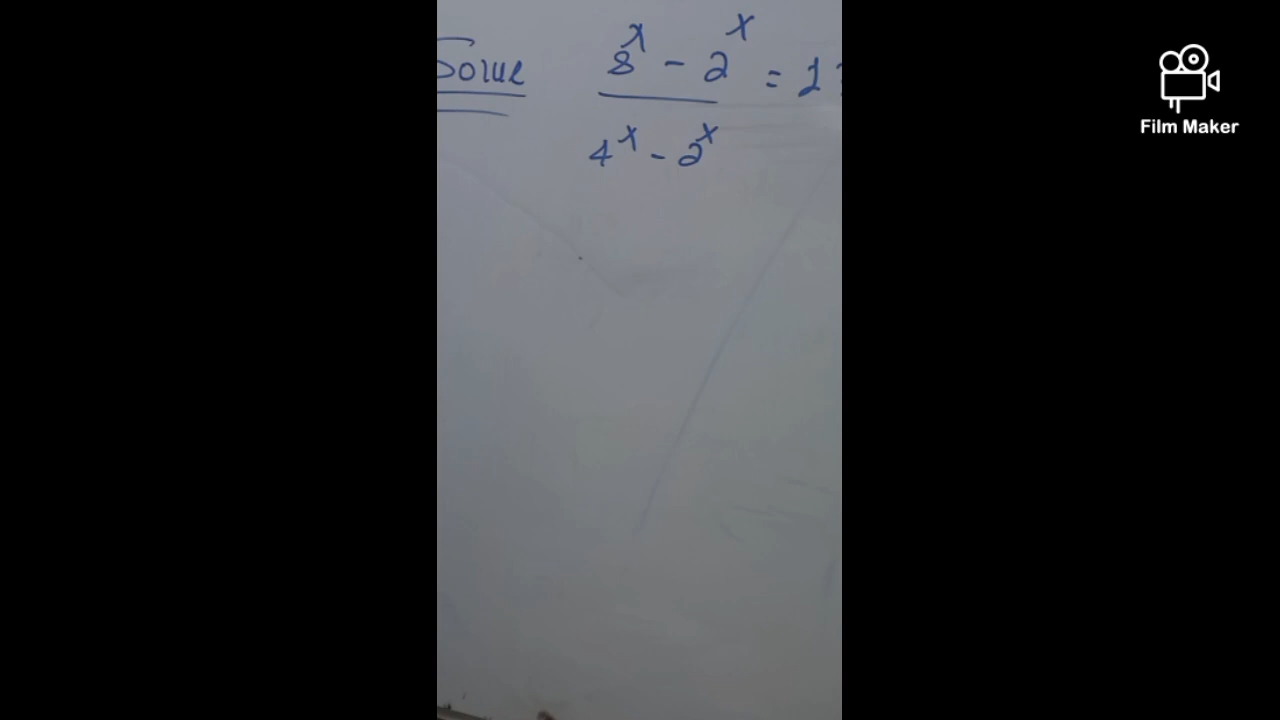 Solve 8^x - 2^x = 1
4^x - 2^x
Film Maker